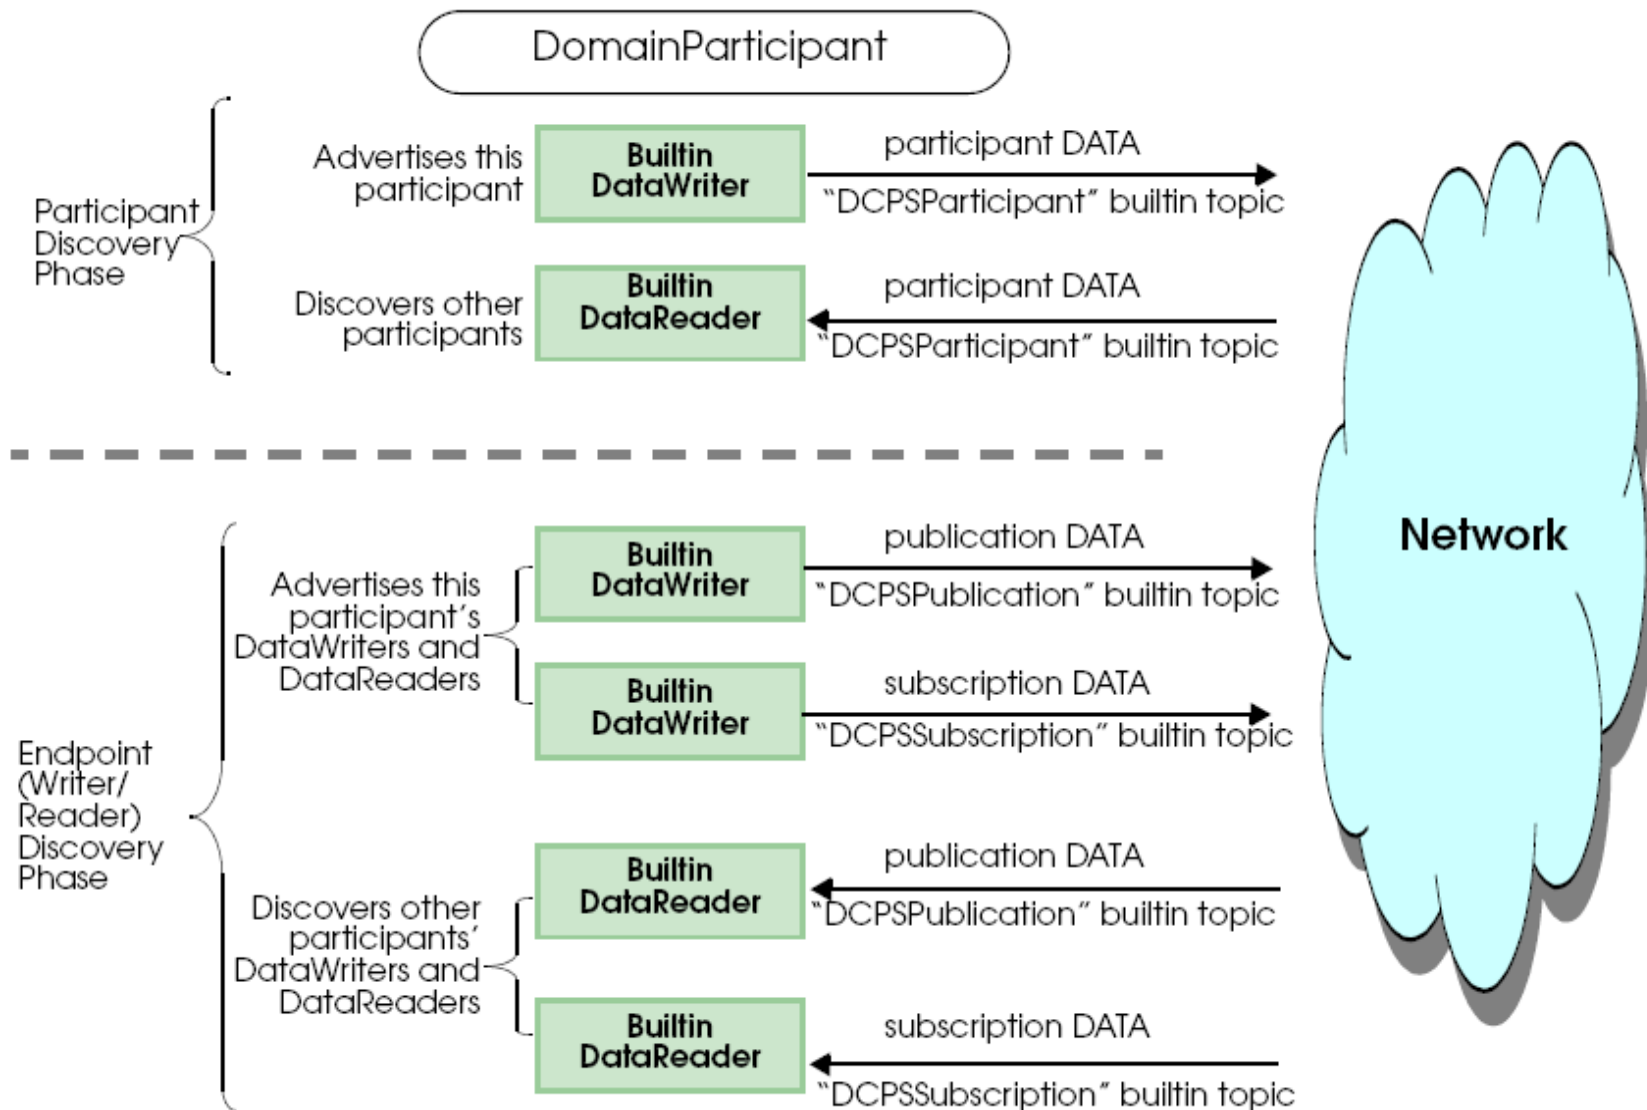 DomainParticipant
Participant
Discovery
Phase
Advertises this
participant
Builtin
DataWriter
participant DATA
“DCPSParticipant” builtin topic
Discovers other
participants
Builtin
DataReader
participant DATA
“DCPSParticipant” builtin topic
Network
Endpoint
(Writer/
Reader)
Discovery
Phase
Advertises this
participant’s
DataWriters and
DataReaders
Builtin
DataWriter
publication DATA
“DCPSPublication” builtin topic
Builtin
DataWriter
subscription DATA
“DCPSSubscription” builtin topic
Discovers other
participants’
DataWriters and
DataReaders
Builtin
DataReader
publication DATA
“DCPSPublication” builtin topic
Builtin
DataReader
subscription DATA
“DCPSSubscription” builtin topic